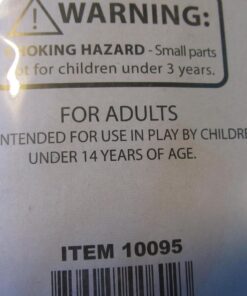 WARNING:
HOKING HAZARD - Small parts
ot for children under 3 years.
FOR ADULTS
NTENDED FOR USE IN PLAY BY CHILDRE
UNDER 14 YEARS OF AGE.
ITEM 10095